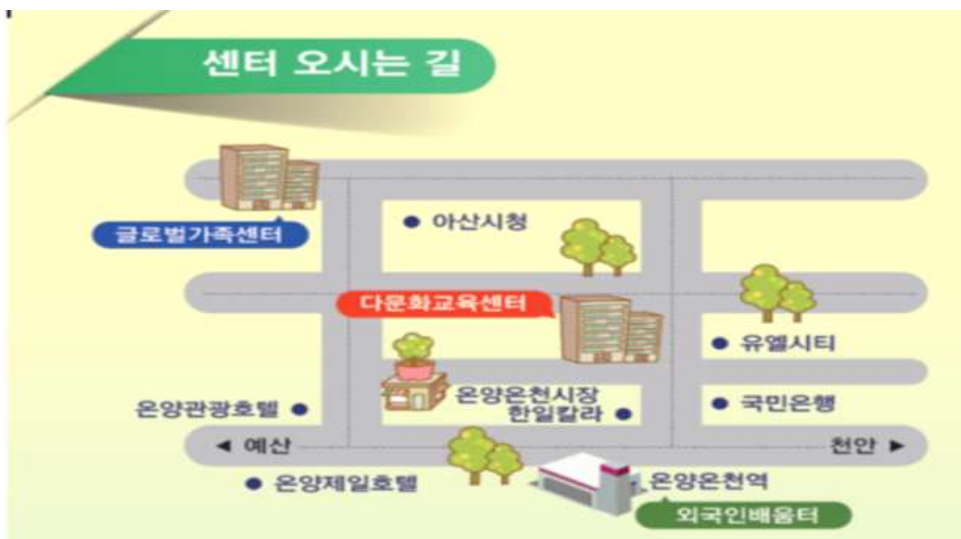 센터 오시는 길
글로벌가족센터
아산시청
다문화교육센터
유엘시티
온양온천시장
한일칼라
국민은행
온양관광호텔
◀ 예산
천안 ▶
온양제일호텔
온양온천역
외국인배움터